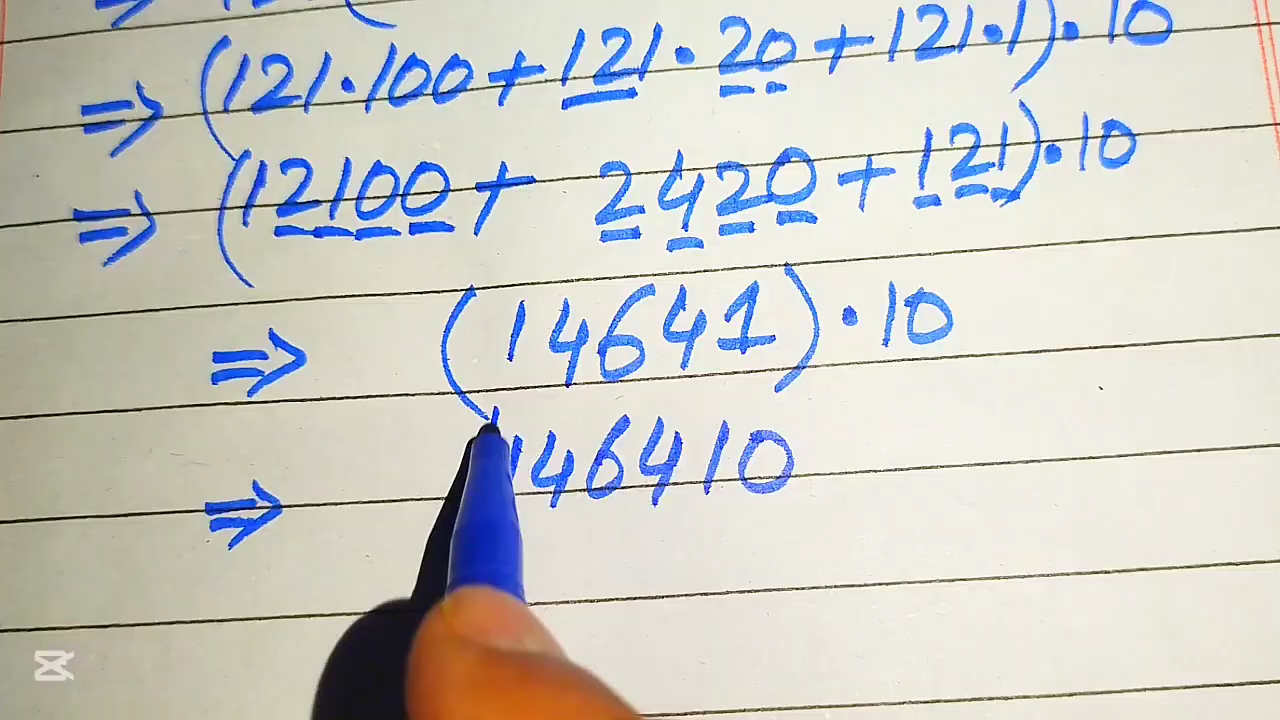 ⇒ (121·100 + 121·20 + 121·1)·10
⇒ (12100 + 2420 + 121)·10
⇒ (14641)·10
⇒ 146410